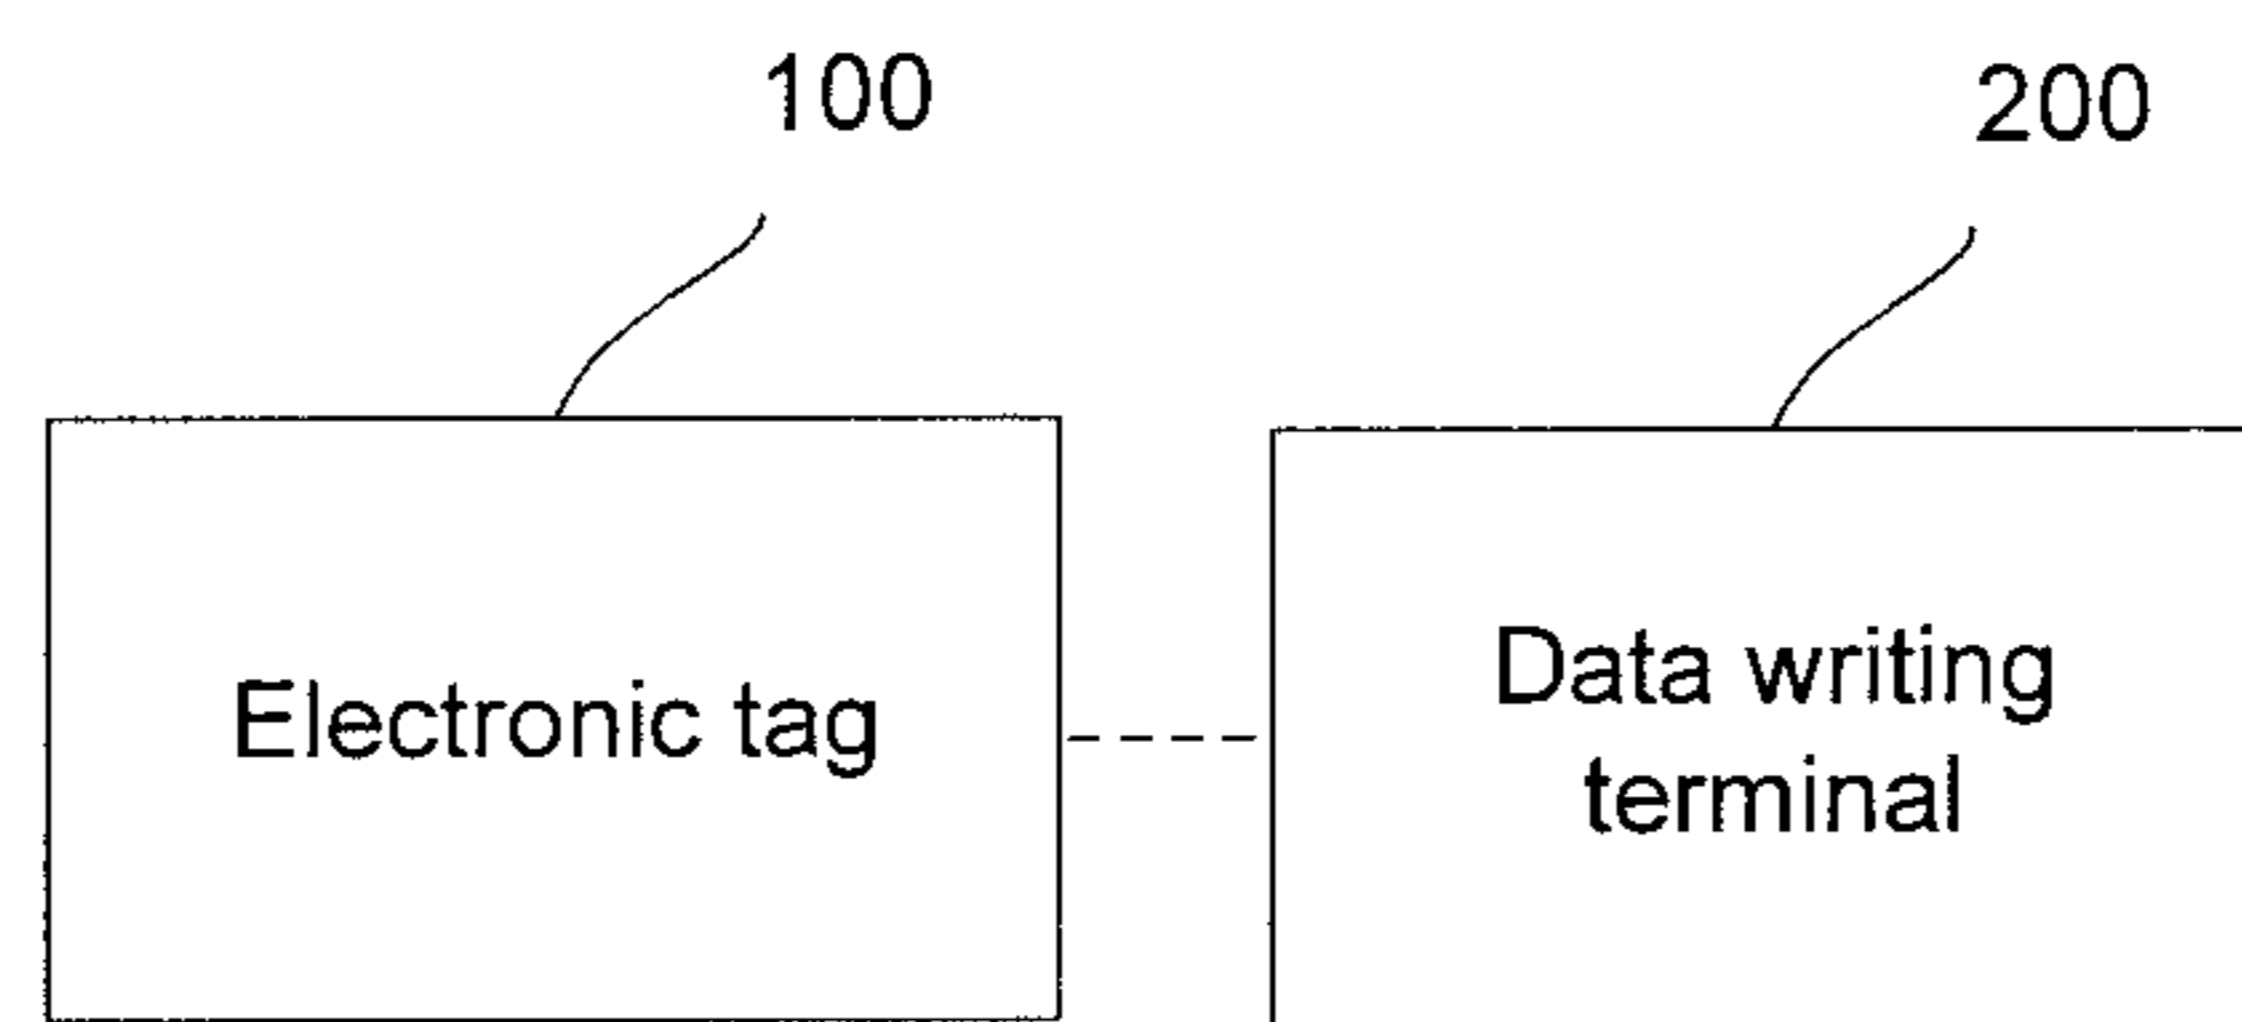 100
200
Electronic tag
Data writing
terminal